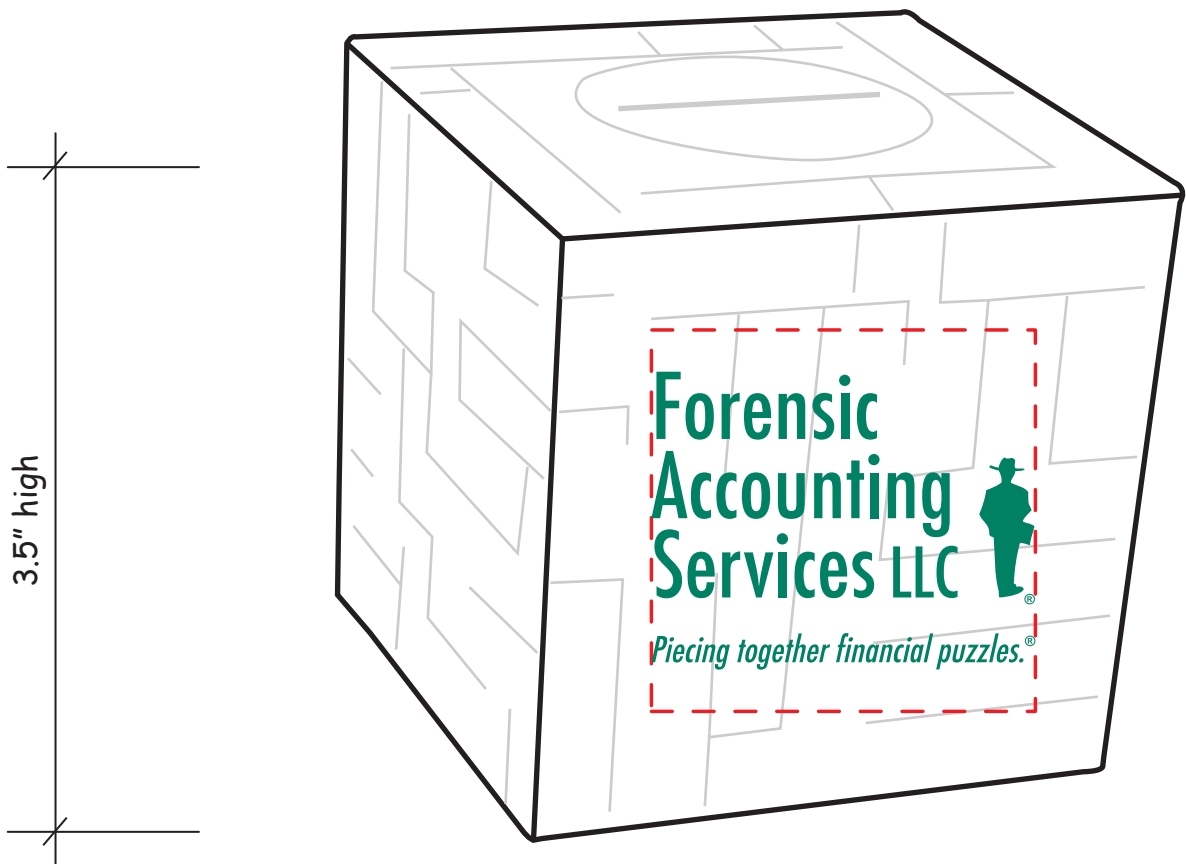 3.5" high
Forensic
Accounting
Services LLC ®
Piecing together financial puzzles.®